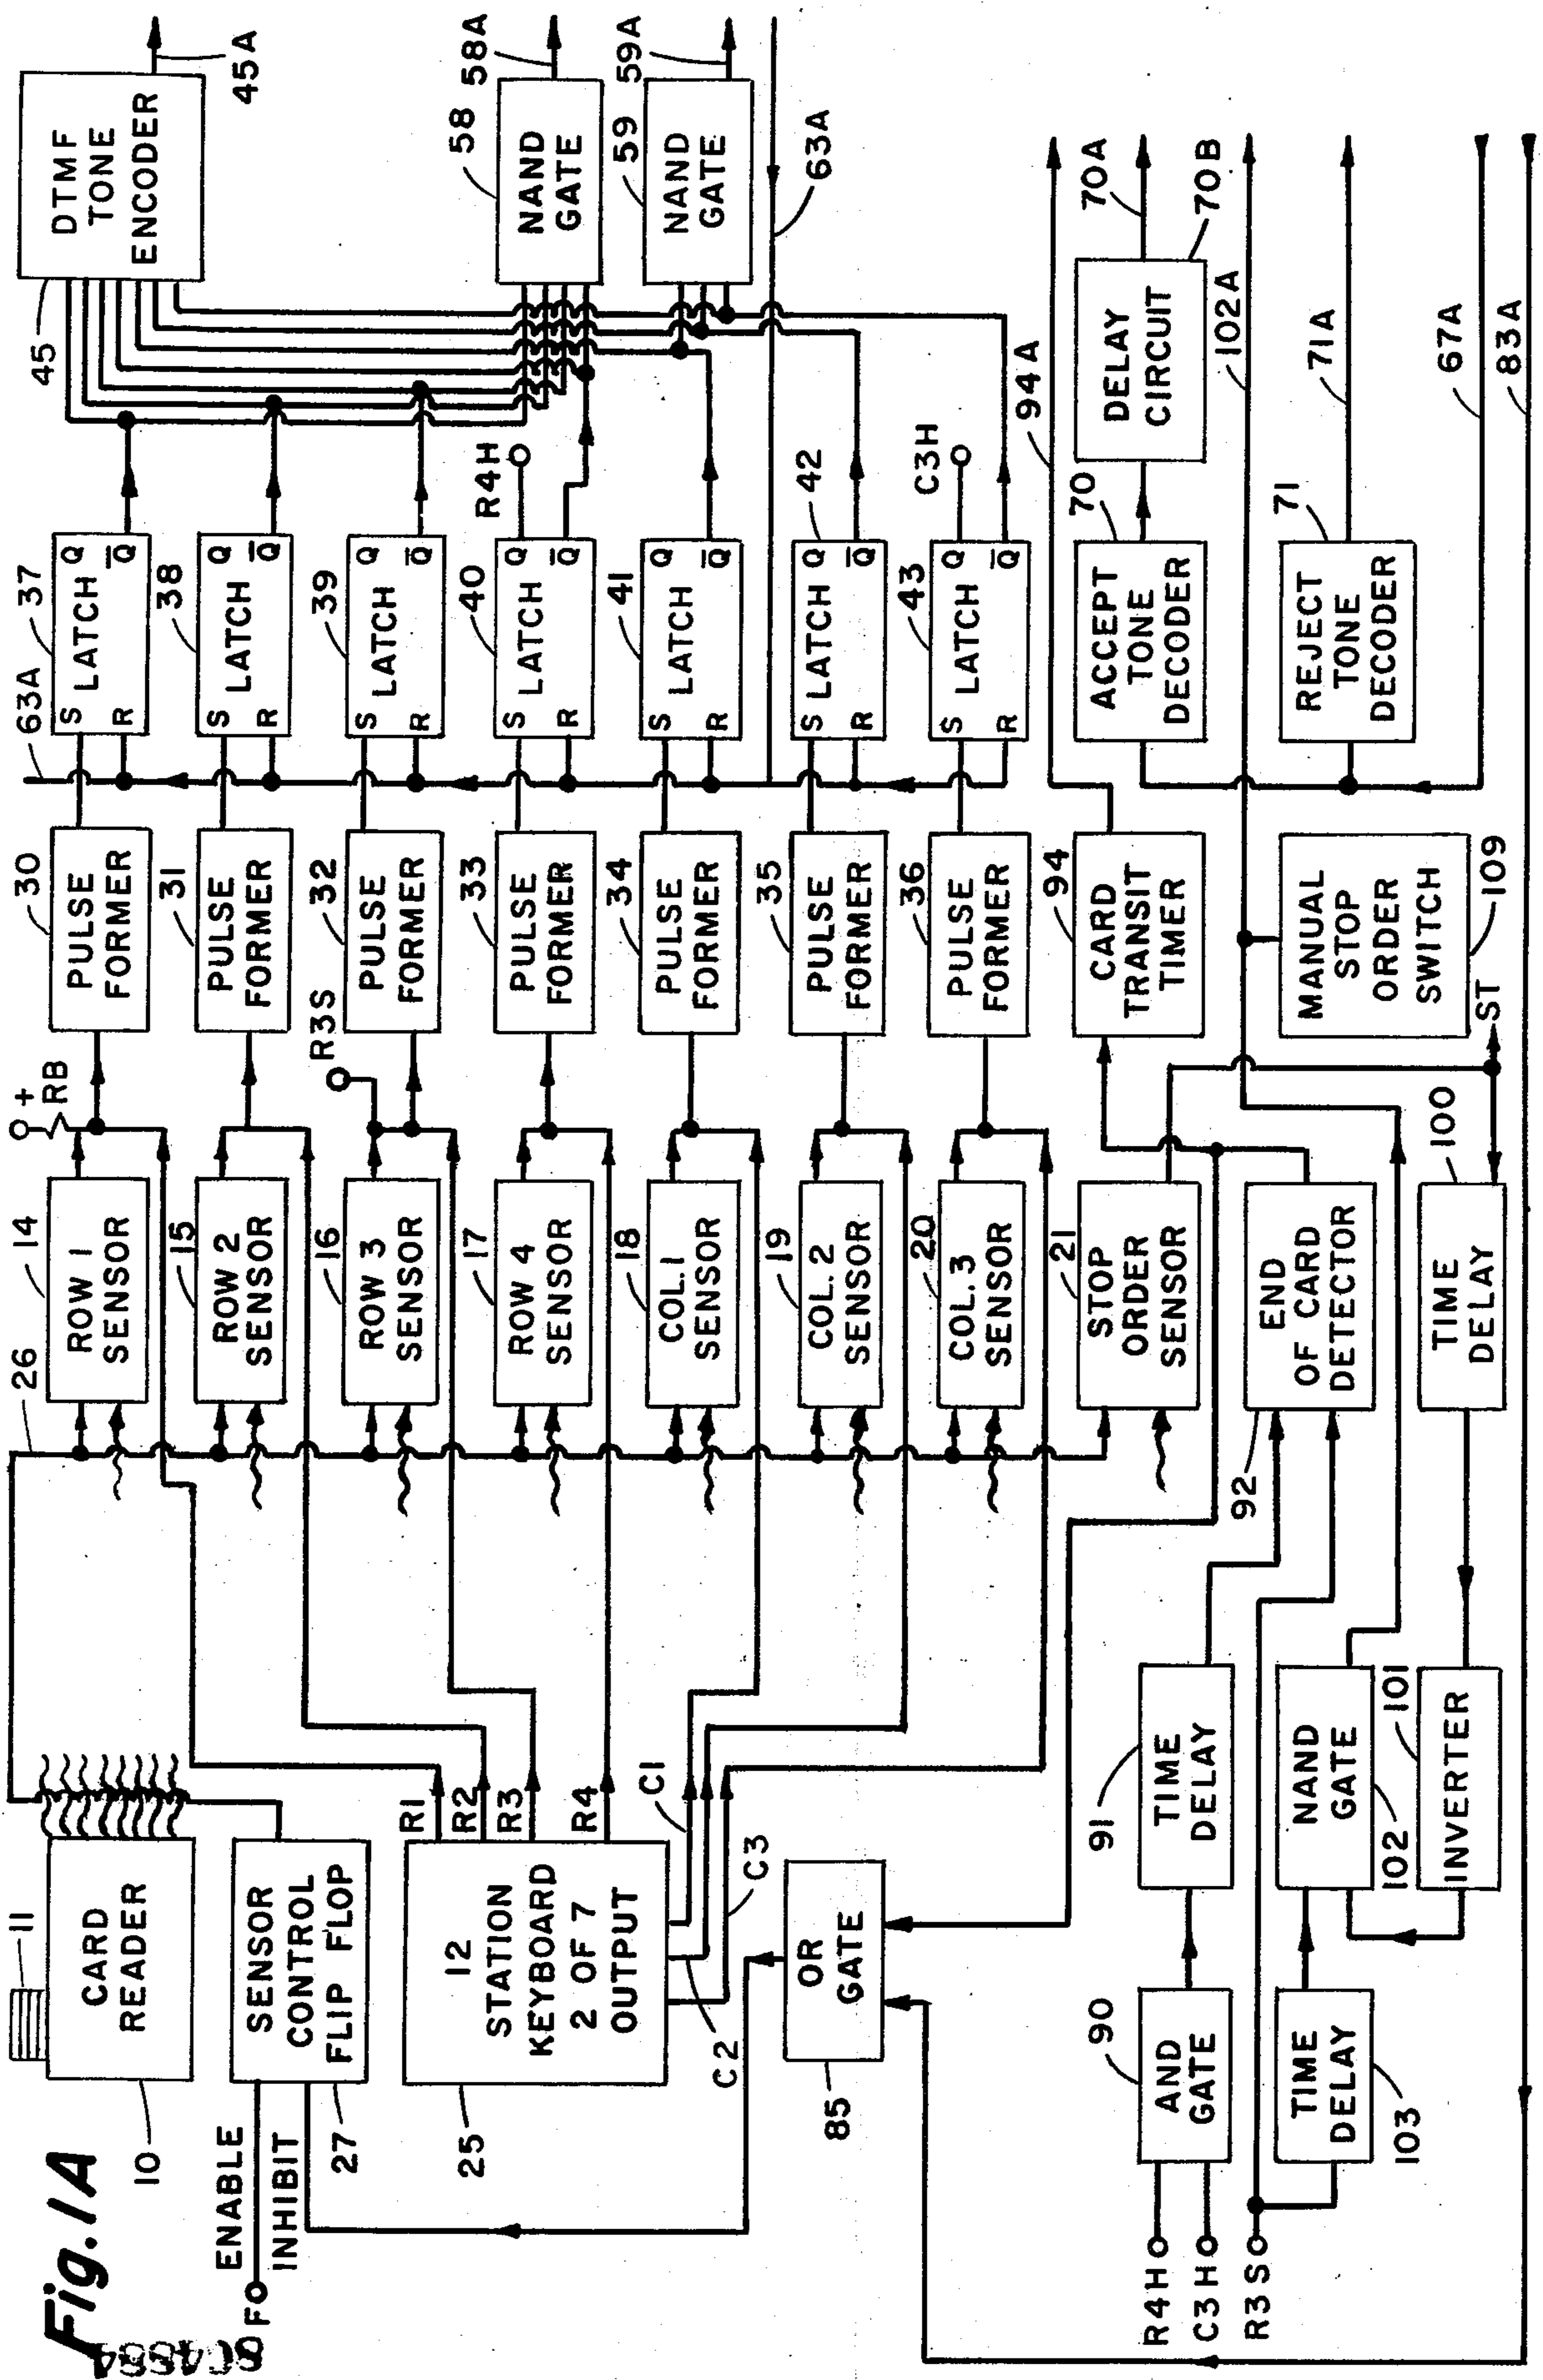 Fig.1A
10
11
CARD
READER
ENABLE
OFO
INHIBIT
27
SENSOR
CONTROL
FLIP FLOP
25
12
STATION
KEYBOARD
2 OF 7
OUTPUT
R1
R2
R3
R4
C1
C2
C3
85
OR
GATE
26
14
ROW 1
SENSOR
15
ROW 2
SENSOR
16
ROW 3
SENSOR
17
ROW 4
SENSOR
18
COL.1
SENSOR
19
COL.2
SENSOR
20
COL.3
SENSOR
21
STOP
ORDER
SENSOR
+
RB
R3S
30
PULSE
FORMER
31
PULSE
FORMER
32
PULSE
FORMER
33
PULSE
FORMER
34
PULSE
FORMER
35
PULSE
FORMER
36
PULSE
FORMER
63A
37
S LATCH Q
R Q̅
38
S LATCH Q
R Q̅
39
S LATCH Q
R Q̅
40
S LATCH Q
R Q̅
41
S LATCH Q
R Q̅
42
S LATCH Q
R Q̅
43
S LATCH Q
R Q̅
R4H
C3H
45
DTMF
TONE
ENCODER
45A
58
NAND
GATE
58A
59
NAND
GATE
59A
63A
R4H
C3H
R3S
90
AND
GATE
91
TIME
DELAY
92
END
OF CARD
DETECTOR
94
CARD
TRANSIT
TIMER
94A
70
ACCEPT
TONE
DECODER
DELAY
CIRCUIT
70A
70B
102A
103
TIME
DELAY
102
NAND
GATE
101
INVERTER
100
TIME
DELAY
ST
109
MANUAL
STOP
ORDER
SWITCH
71
REJECT
TONE
DECODER
71A
67A
83A